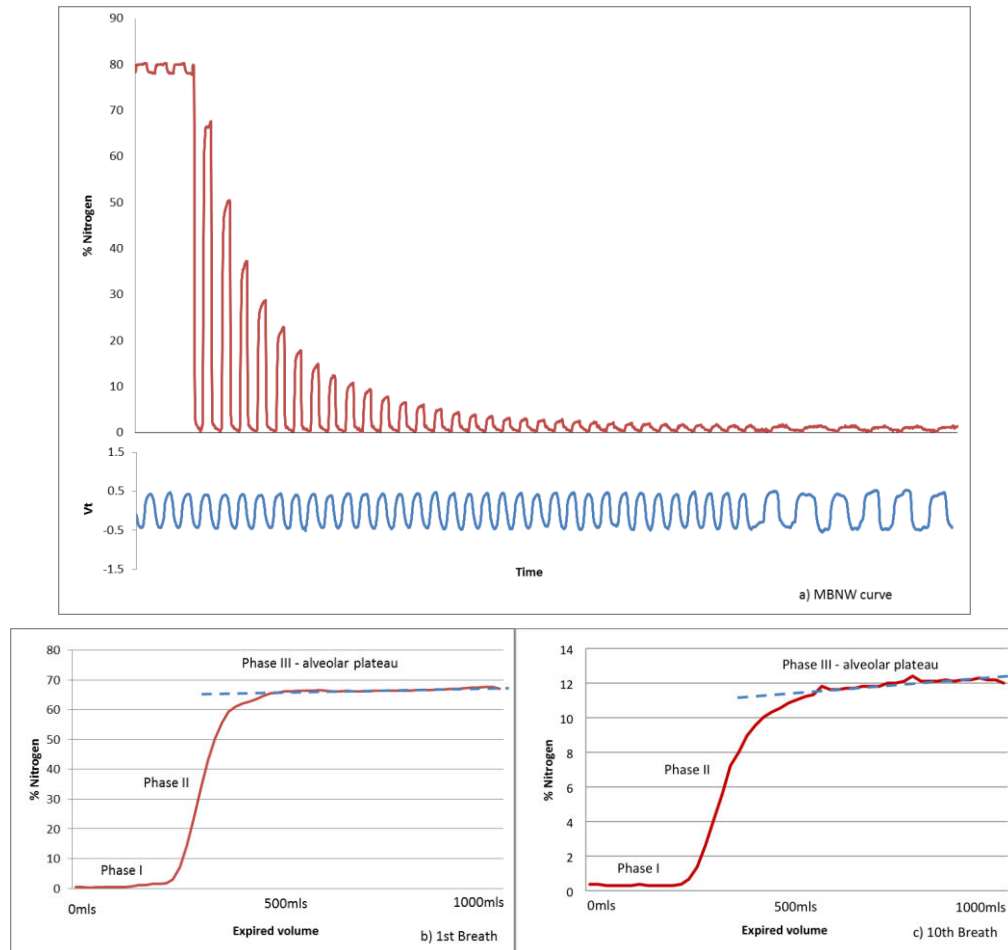 90
80
70
60
50
40
30
20
10
0
% Nitrogen
1.5
0.5
-0.5
-1.5
Vt
Time
a) MBNW curve
80
70
60
50
40
30
20
10
0
% Nitrogen
Phase III - alveolar plateau
Phase II
Phase I
0mls
500mls
1000mls
Expired volume
b) 1st Breath
14
12
10
8
6
4
2
0
% Nitrogen
Phase III - alveolar plateau
Phase II
Phase I
0mls
500mls
1000mls
Expired volume
c) 10th Breath